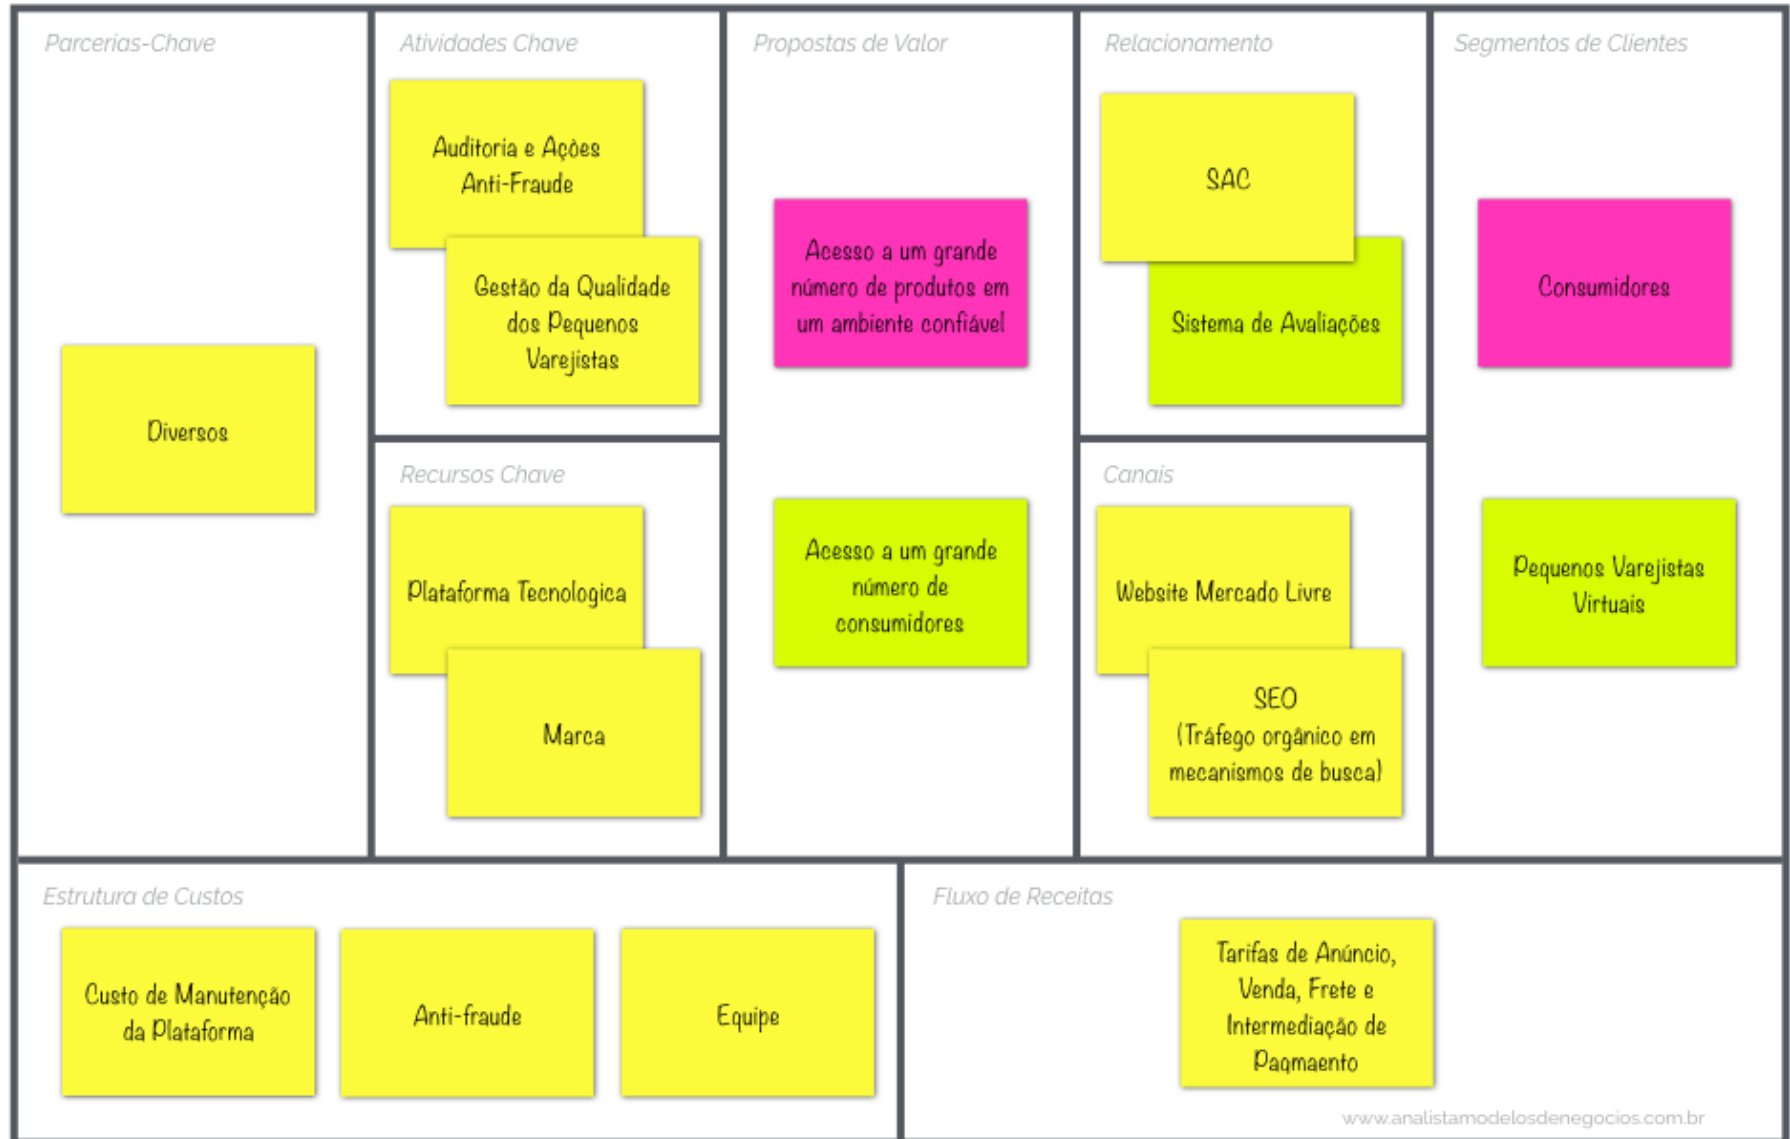 Parcerias-Chave
Diversos
Atividades Chave
Auditoria e Ações
Anti-Fraude
Gestão da Qualidade
dos Pequenos
Varejistas
Recursos Chave
Plataforma Tecnologica
Marca
Propostas de Valor
Acesso a um grande
número de produtos em
um ambiente confiável
Acesso a um grande
número de
consumidores
Relacionamento
SAC
Sistema de Avaliações
Canais
Website Mercado Livre
SEO
(Tráfego orgânico em
mecanismos de busca)
Segmentos de Clientes
Consumidores
Pequenos Varejistas
Virtuais
Estrutura de Custos
Custo de Manutenção
da Plataforma
Anti-fraude
Equipe
Fluxo de Receitas
Tarifas de Anúncio,
Venda, Frete e
Intermediação de
Pagmaento
www.analistamodelosdenegocios.com.br